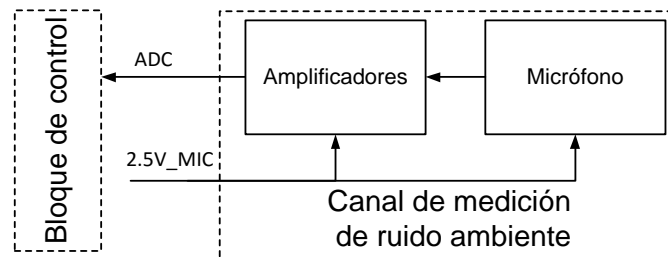 Bloque de control
ADC
Amplificadores
Micrófono
2.5V_MIC
Canal de medición
de ruido ambiente